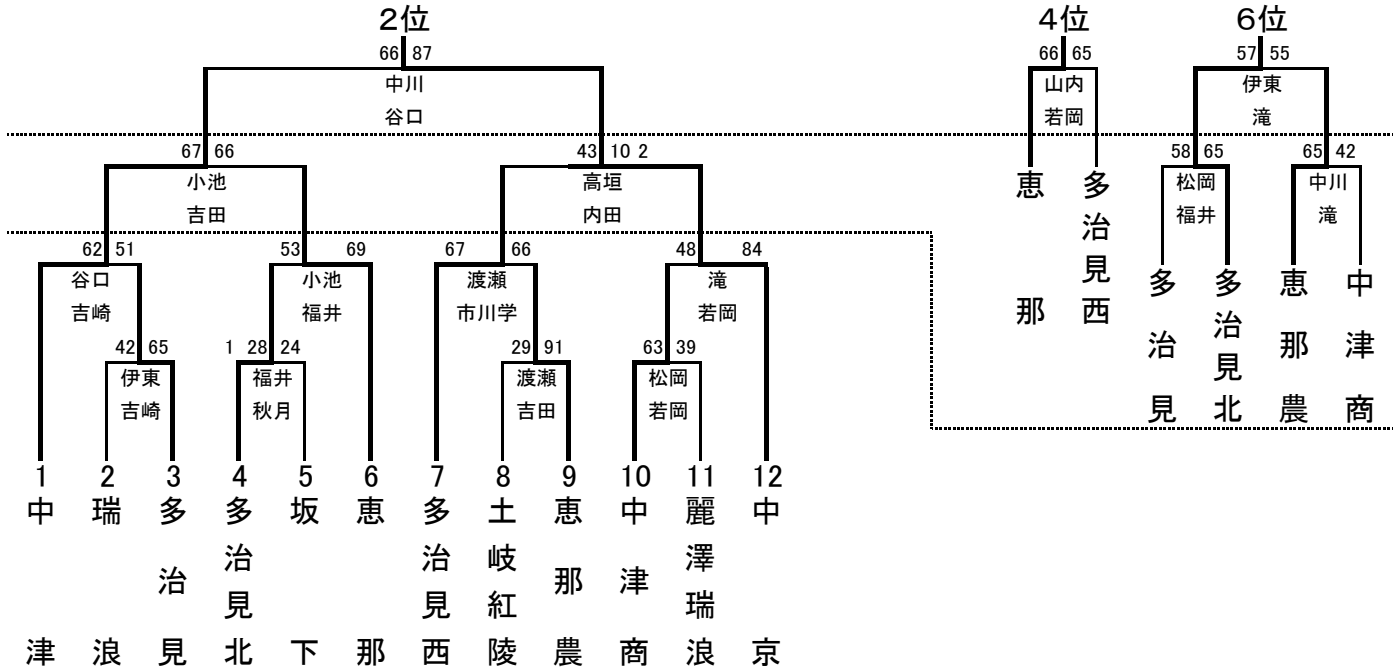 2位
4位
6位
66 87
66 65
57 55
中川
谷口
山内
若岡
伊東
滝
67 66
43 10 2
58 65
65 42
小池
吉田
高垣
内田
松岡
福井
中川
滝
恵那
多治見西
多治見
多治見北
恵那農
中津商
62 51
53 69
67 66
48 84
谷口
吉崎
小池
福井
渡瀬
市川学
滝
若岡
42 65
1 28 24
29 91
63 39
伊東
吉崎
福井
秋月
渡瀬
吉田
松岡
若岡
1 2 3 4 5 6 7 8 9 10 11 12
中津
瑞浪
多治見
多治見北
坂下
恵那
多治見西
土岐紅陵
恵那農
中津商
麗澤瑞浪
中京